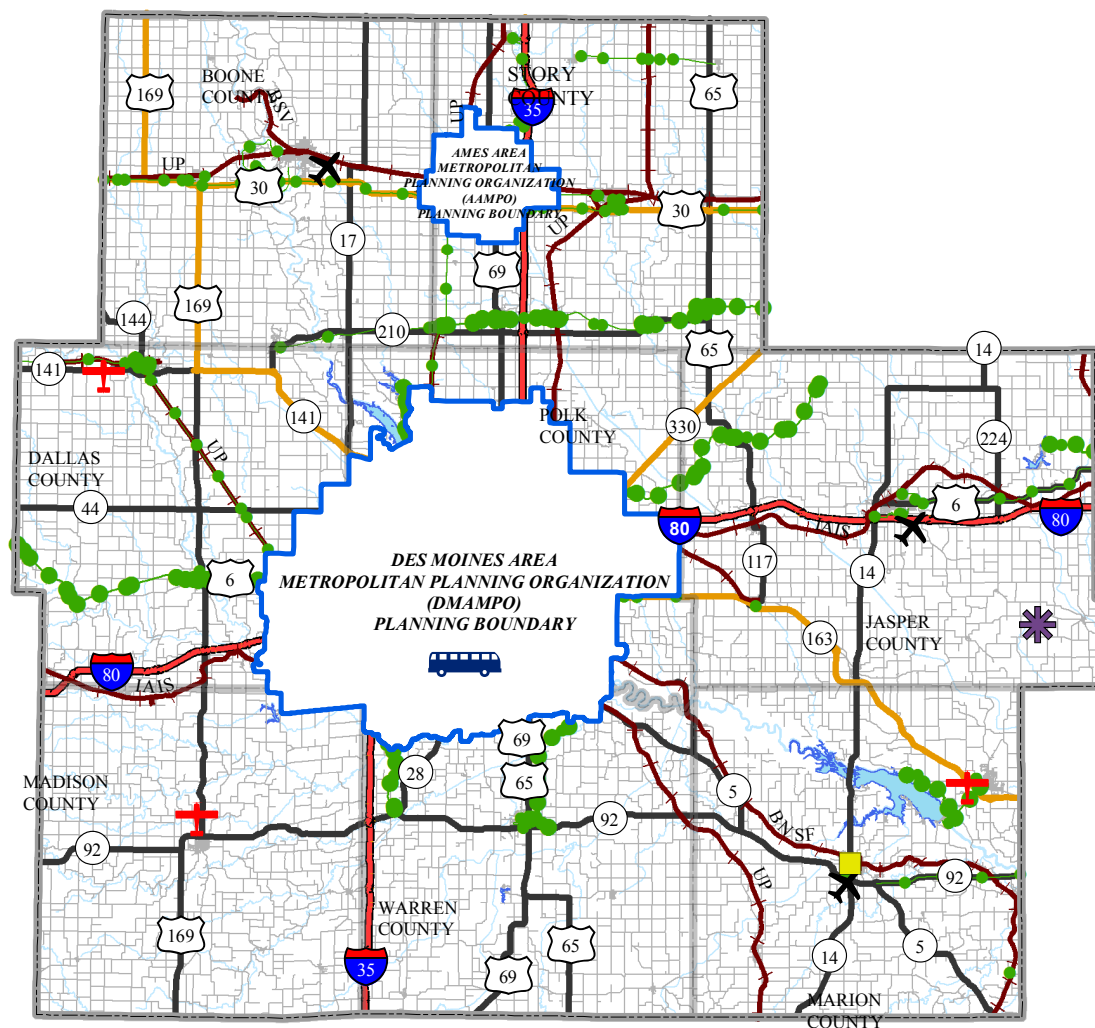 BOONE
COUNTY
STORY
COUNTY
169
BSV
UP
35
65
UP
30
AMES AREA
METROPOLITAN
PLANNING ORGANIZATION
(AAMPO)
PLANNING BOUNDARY
30
UP
17
69
169
144
210
65
14
141
141
330
POLK
COUNTY
224
DALLAS
COUNTY
UP
44
6
80
80
IAIS
117
14
DES MOINES AREA
METROPOLITAN PLANNING ORGANIZATION
(DMAMPO)
PLANNING BOUNDARY
6
163
JASPER
COUNTY
80
IAIS
69
65
28
5
MADISON
COUNTY
92
92
BNSF
UP
92
WARREN
COUNTY
169
35
69
65
14
5
MARION
COUNTY